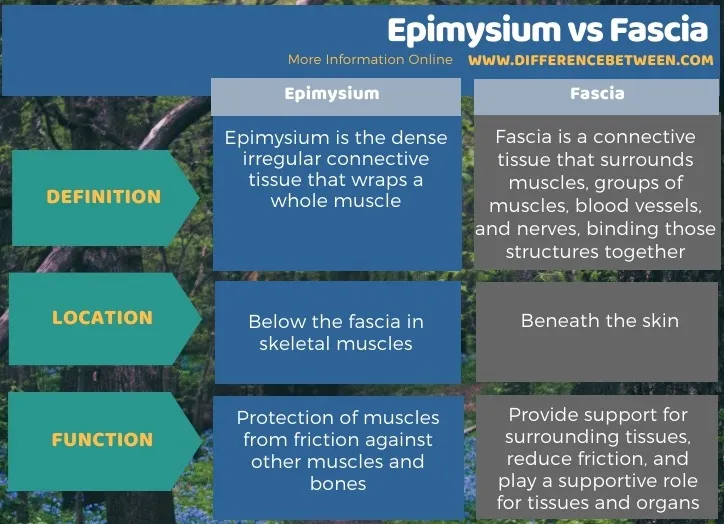 Epimysium vs Fascia
More Information Online WWW.DIFFERENCEBETWEEN.COM
Epimysium
Fascia
DEFINITION
Epimysium is the dense
irregular connective
tissue that wraps a
whole muscle
Fascia is a connective
tissue that surrounds
muscles, groups of
muscles, blood vessels,
and nerves, binding those
structures together
LOCATION
Below the fascia in
skeletal muscles
Beneath the skin
FUNCTION
Protection of muscles
from friction against
other muscles and
bones
Provide support for
surrounding tissues,
reduce friction, and
play a supportive role
for tissues and organs